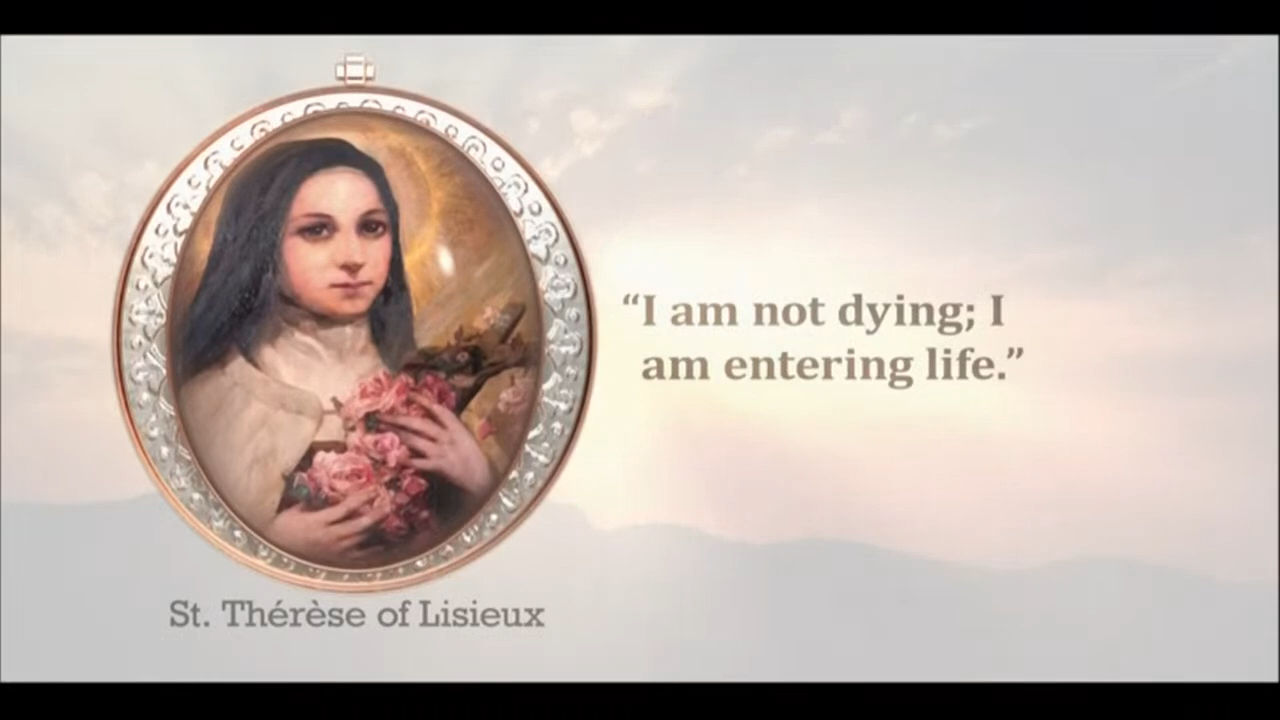 “I am not dying; I
am entering life.”
St. Thérèse of Lisieux